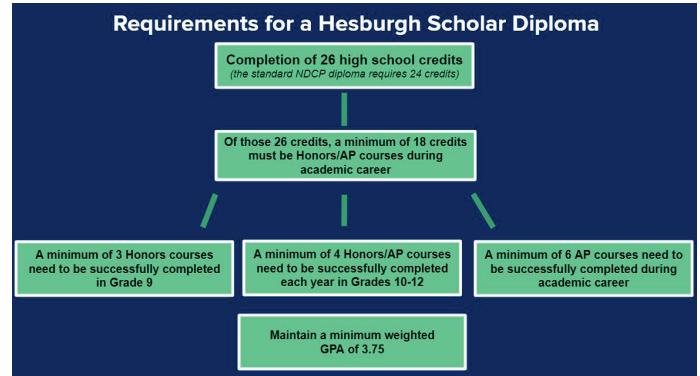 Requirements for a Hesburgh Scholar Diploma
Completion of 26 high school credits
(the standard NDCP diploma requires 24 credits)
Of those 26 credits, a minimum of 18 credits
must be Honors/AP courses during
academic career
A minimum of 3 Honors courses
need to be successfully completed
in Grade 9
A minimum of 4 Honors/AP courses
need to be successfully completed
each year in Grades 10-12
A minimum of 6 AP courses need to
be successfully completed during
academic career
Maintain a minimum weighted
GPA of 3.75